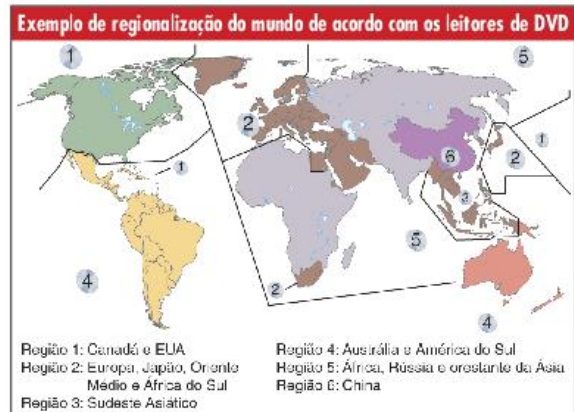 Exemplo de regionalização do mundo de acordo com os leitores de DVD
1
5
2
1
2
1
6
3
4
5
2
4
Região 1: Canadá e EUA
Região 2: Europa, Japão, Oriente
Médio e África do Sul
Região 3: Sudeste Asiático
Região 4: Austrália e América do Sul
Região 5: África, Rússia e orestante da Ásia
Região 6: China